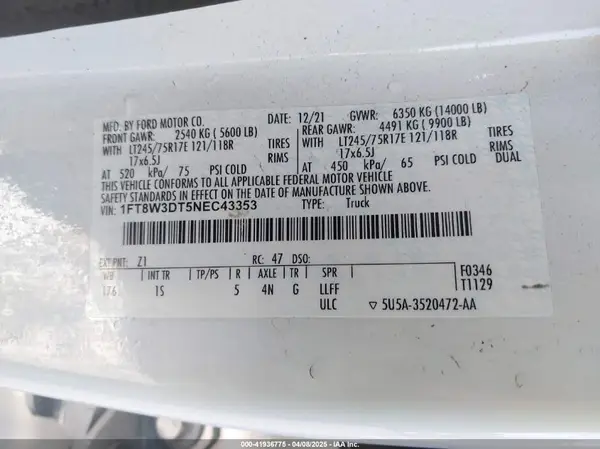 MFD. BY FORD MOTOR CO.
DATE: 12/21 GVWR: 6350 KG (14000 LB)
FRONT GAWR: 2540 KG (5600 LB)
REAR GAWR: 4491 KG (9900 LB)
WITH LT245/75R17E 121/118R TIRES
WITH LT245/75R17E 121/118R TIRES
17x6.5J RIMS
17x6.5J RIMS
AT 520 kPa/ 75 PSI COLD
AT 450 kPa/ 65 PSI COLD DUAL
THIS VEHICLE CONFORMS TO ALL APPLICABLE FEDERAL MOTOR VEHICLE
SAFETY STANDARDS IN EFFECT ON THE DATE OF MANUFACTURE SHOWN ABOVE.
VIN: 1FT8W3DT5NEC43353 TYPE: Truck
EXT PNT: Z1 RC: 47 DSO:
WB INT TR TP/PS R AXLE TR SPR F0346
176 1S 5 4N G LLFF T1129
ULC ▽ 5U5A-3520472-AA
000-41936775 - 04/08/2025 - IAA Inc.